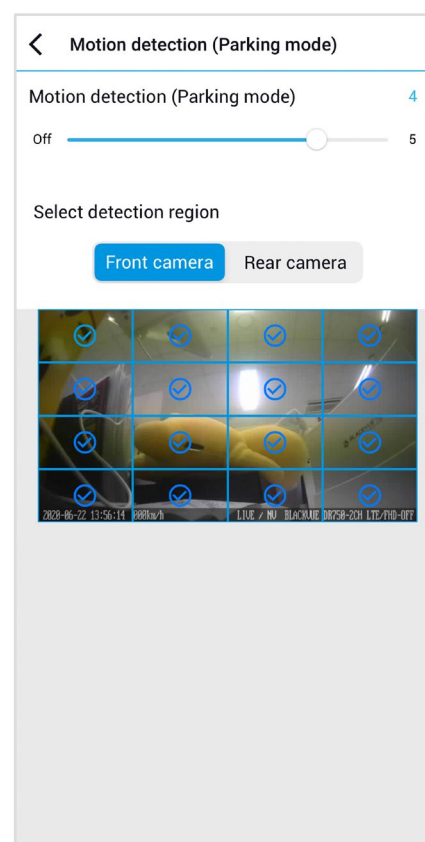 Motion detection (Parking mode)
Motion detection (Parking mode) 4
Off 5
Select detection region
Front camera Rear camera
2020-06-22 13:56:14 000km/h LIVE / NV BLACKVUE DR750-2CH LTE/FHD-OFF